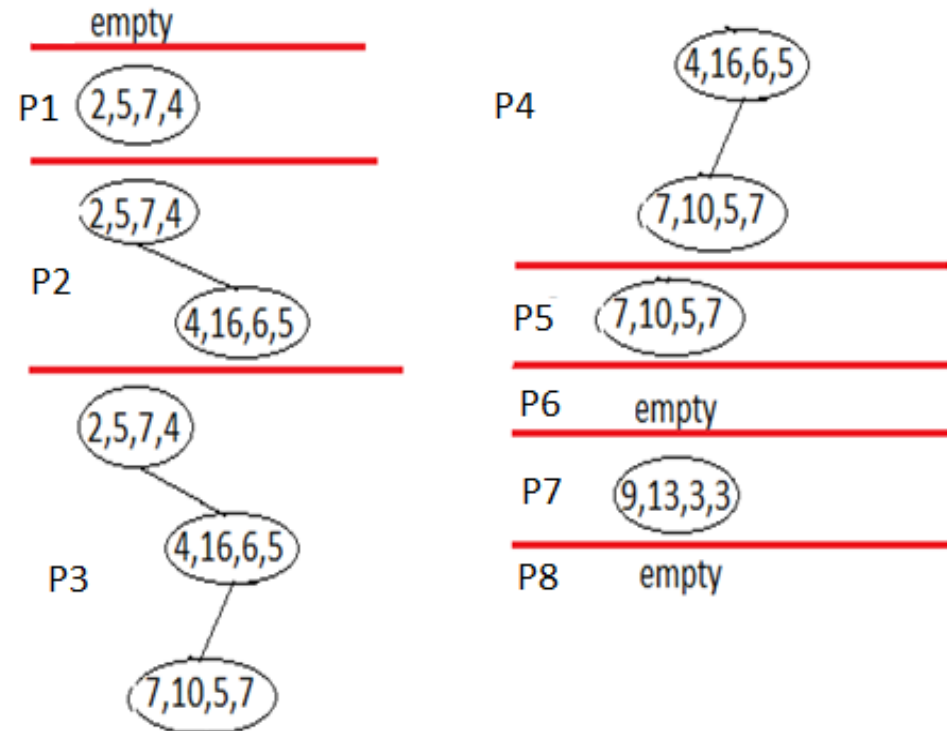 empty
P1 2,5,7,4
2,5,7,4
P2
4,16,6,5
2,5,7,4
4,16,6,5
P3
7,10,5,7
4,16,6,5
P4
7,10,5,7
P5 7,10,5,7
P6 empty
P7 9,13,3,3
P8 empty